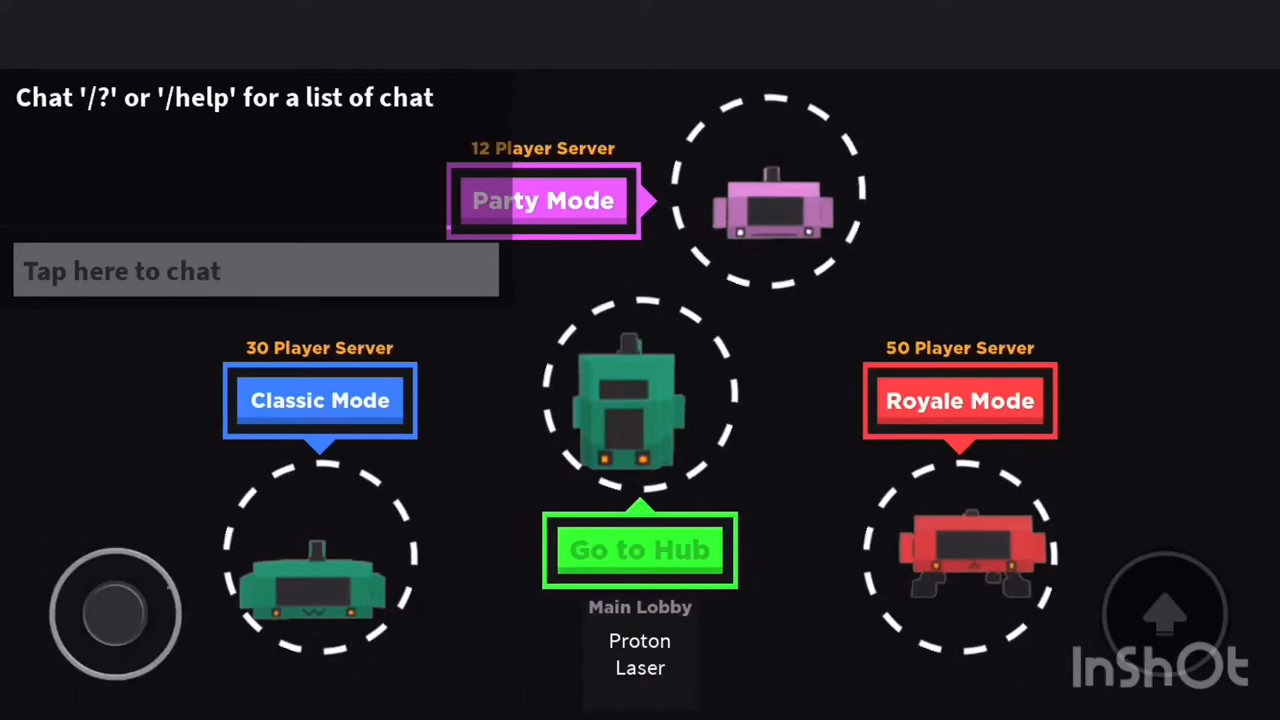 Chat '/?' or '/help' for a list of chat
12 Player Server
Party Mode
Tap here to chat
30 Player Server
Classic Mode
50 Player Server
Royale Mode
Go to Hub
Main Lobby
Proton
Laser
InShOt